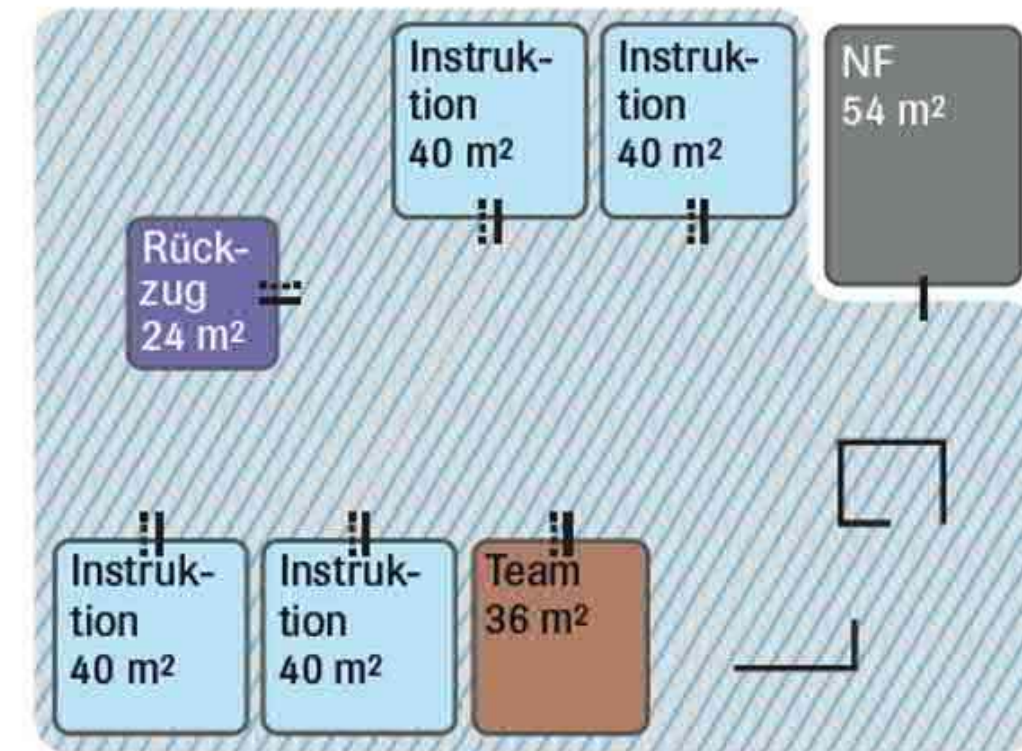 Instruk-
tion
40 m²
Instruk-
tion
40 m²
NF
54 m²
Rück-
zug
24 m²
Instruk-
tion
40 m²
Instruk-
tion
40 m²
Team
36 m²